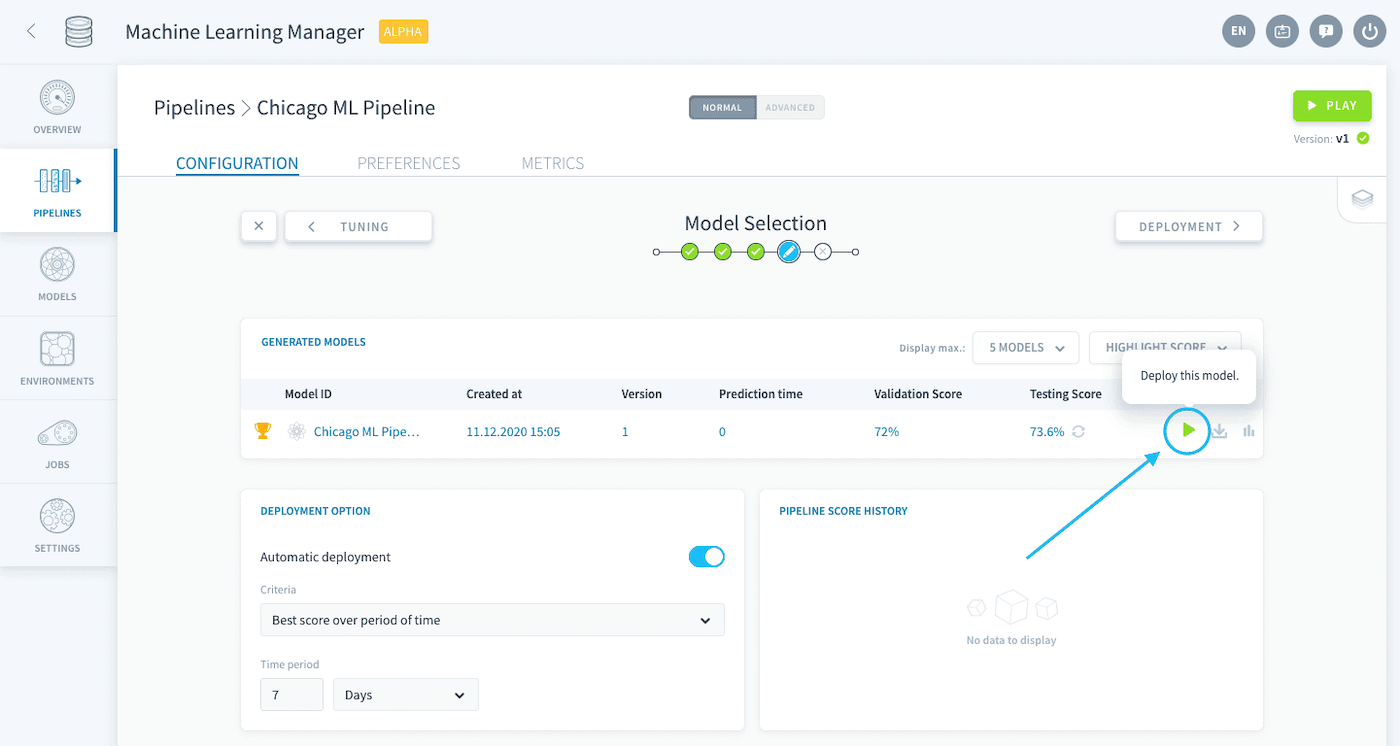 Machine Learning Manager ALPHA
EN
OVERVIEW
PIPELINES
MODELS
ENVIRONMENTS
JOBS
SETTINGS
Pipelines > Chicago ML Pipeline
NORMAL ADVANCED
PLAY
Version: v1
CONFIGURATION PREFERENCES METRICS
TUNING
Model Selection
DEPLOYMENT
GENERATED MODELS
Display max.: 5 MODELS HIGHLIGHT SCORE
Deploy this model.
Model ID Created at Version Prediction time Validation Score Testing Score
Chicago ML Pipe... 11.12.2020 15:05 1 0 72% 73.6%
DEPLOYMENT OPTION
Automatic deployment
Criteria
Best score over period of time
Time period
7 Days
PIPELINE SCORE HISTORY
No data to display